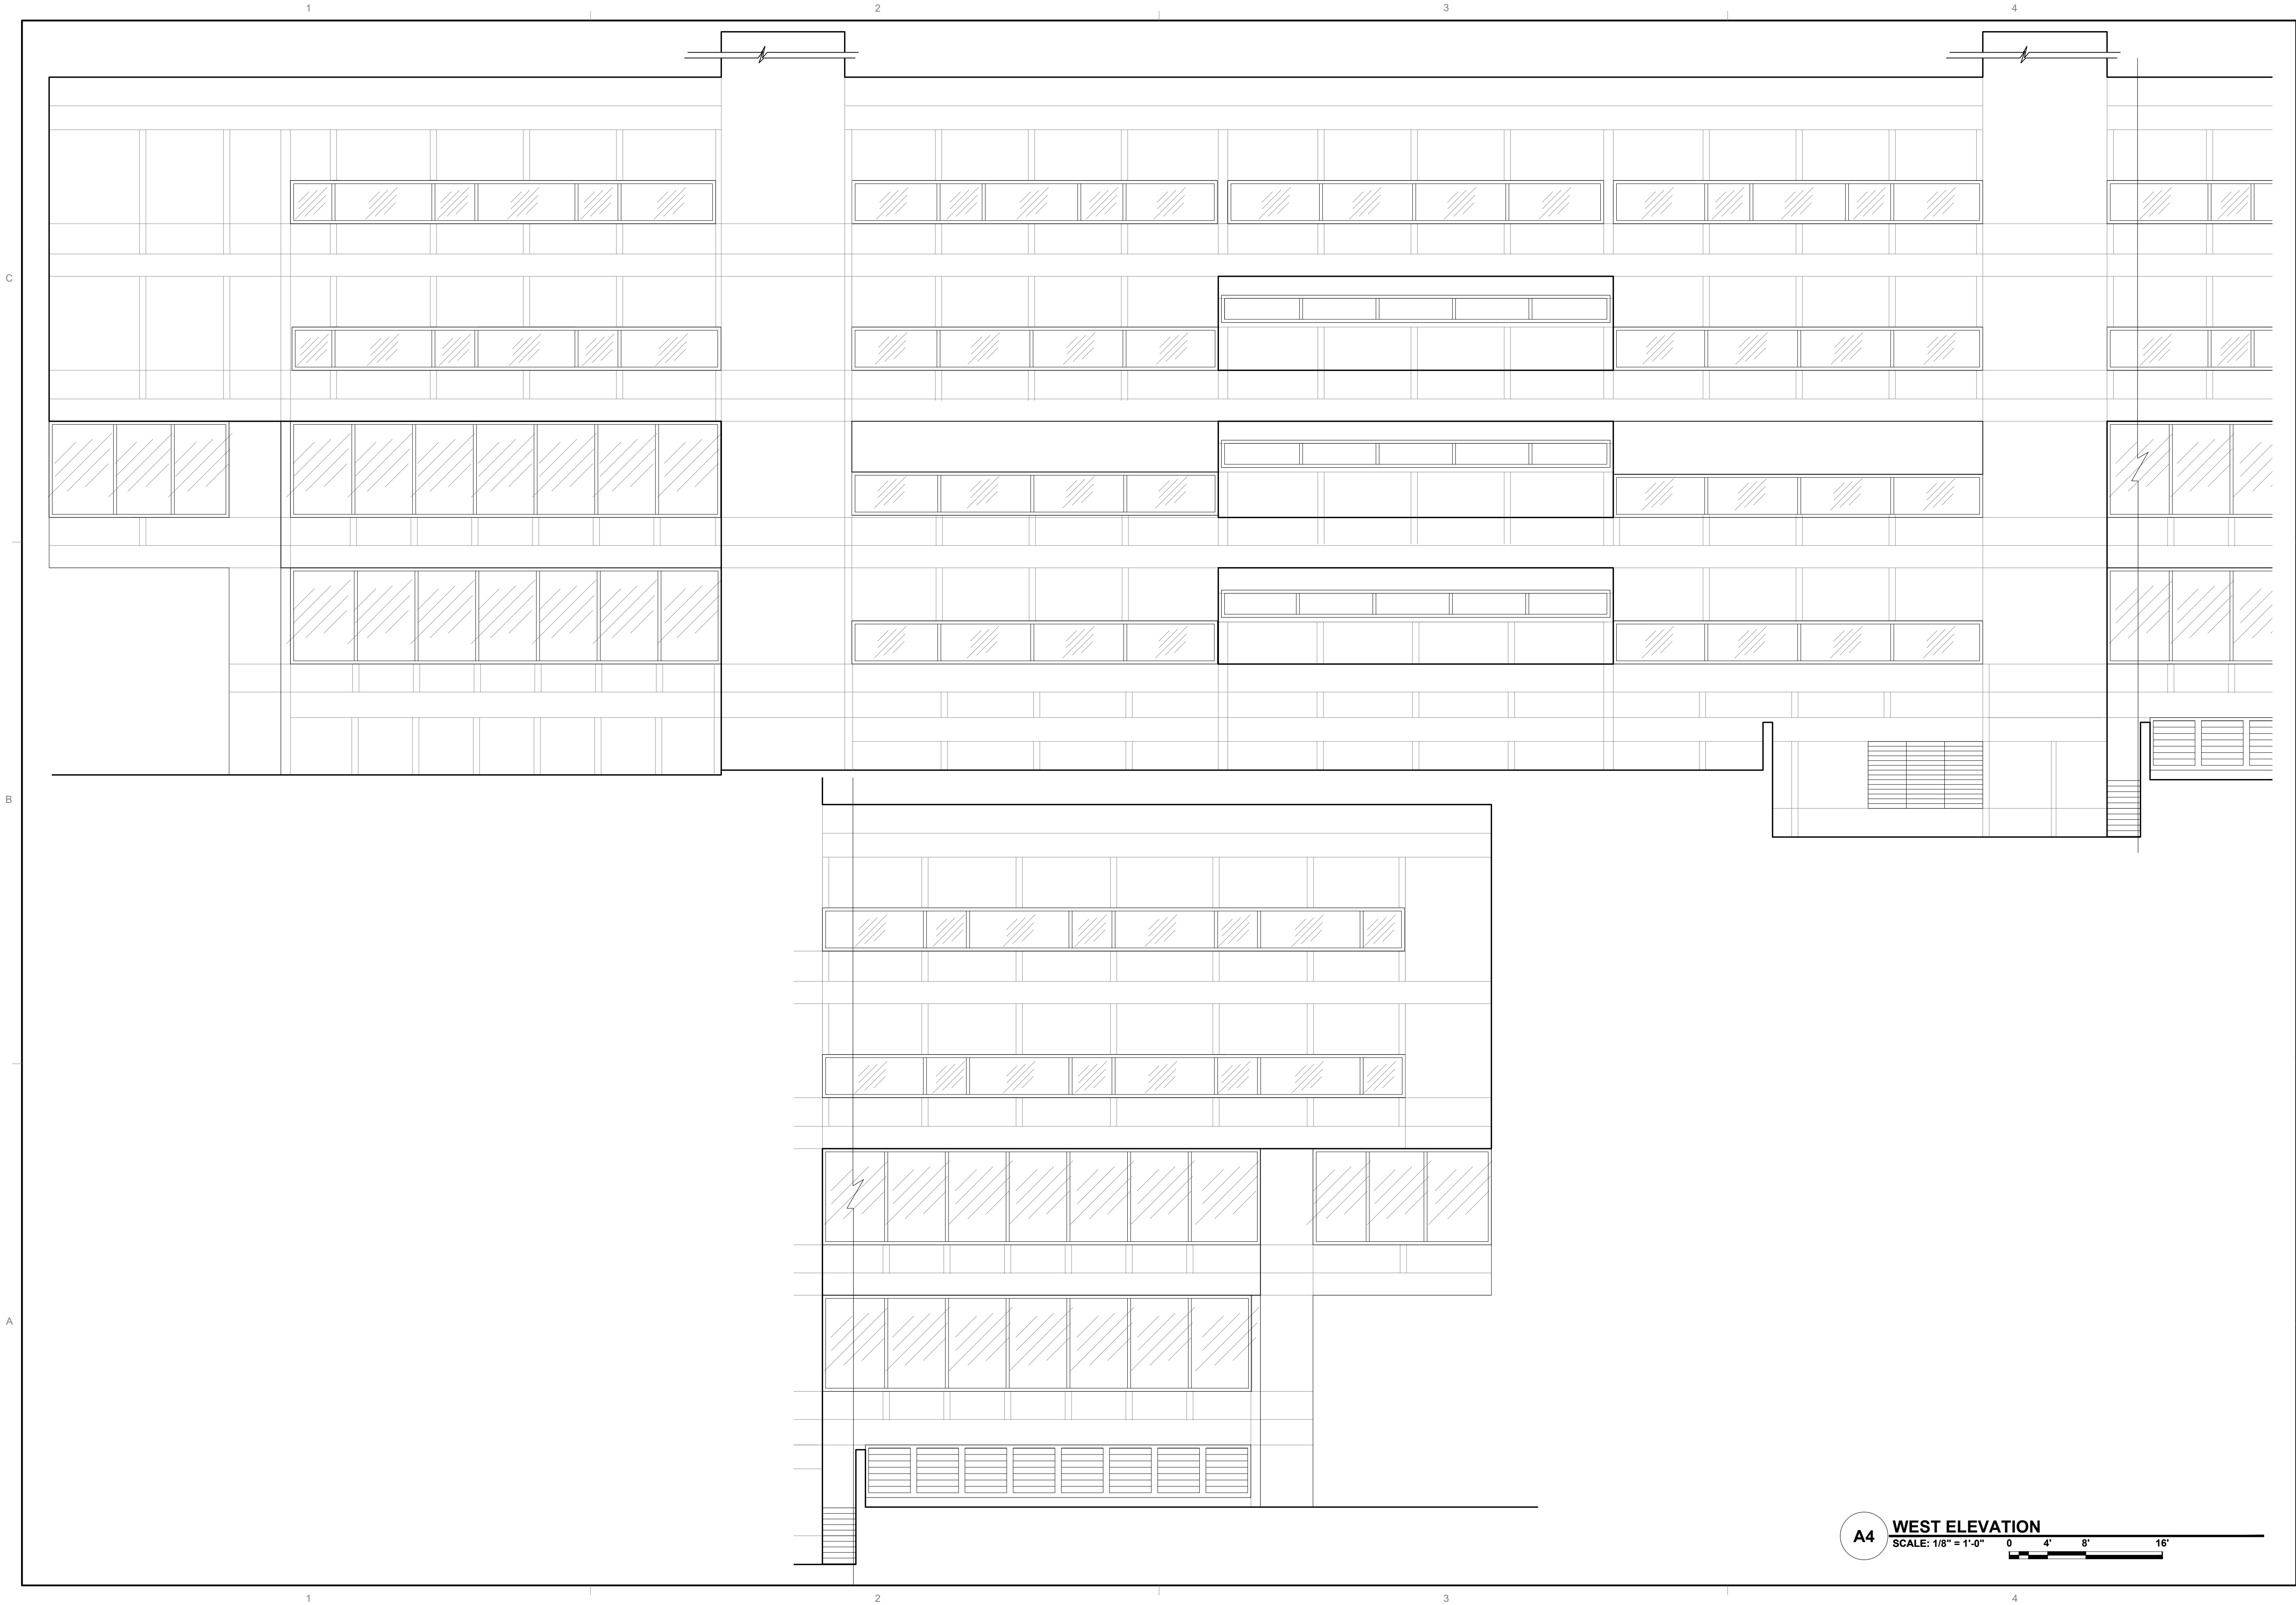 1 2 3 4
C
B
A
A4 WEST ELEVATION
SCALE: 1/8" = 1'-0" 0 4' 8' 16'
1 2 3 4